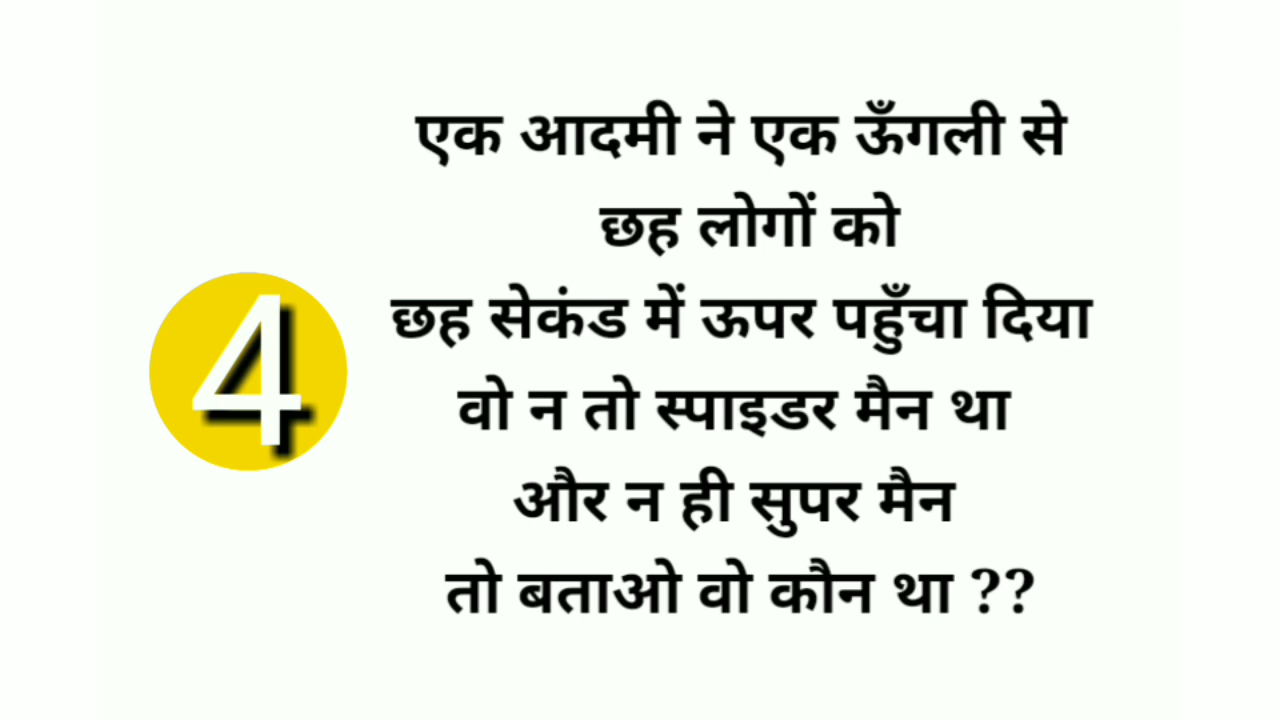 4
एक आदमी ने एक ऊँगली से
छह लोगों को
छह सेकंड में ऊपर पहुँचा दिया
वो न तो स्पाइडर मैन था
और न ही सुपर मैन
तो बताओ वो कौन था ??